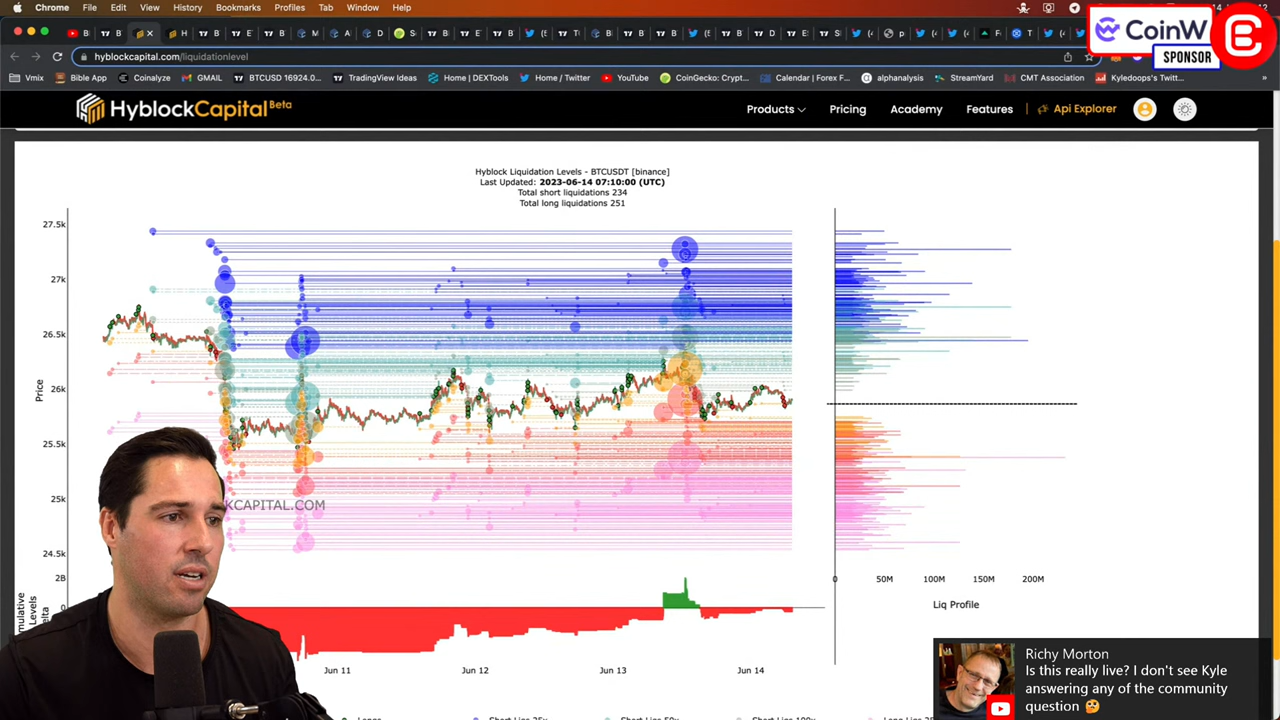 Chrome File Edit View History Bookmarks Profiles Tab Window Help
hyblockcapital.com/liquidationlevel
Vmix Bible App Coinalyze GMAIL BTCUSD 16924.0... TradingView Ideas Home | DEXTools Home / Twitter YouTube CoinGecko: Crypt... Calendar | Forex F... alphanalysis StreamYard CMT Association Kyledoops's Twitt...
CoinW
SPONSOR
HyblockCapital Beta
Products Pricing Academy Features Api Explorer
Hyblock Liquidation Levels - BTCUSDT [binance]
Last Updated: 2023-06-14 07:10:00 (UTC)
Total short liquidations 234
Total long liquidations 251
27.5k
27k
26.5k
26k
25.5k
25k
24.5k
Price
KCAPITAL.COM
2B
0
Levels
Jun 11 Jun 12 Jun 13 Jun 14
0 50M 100M 150M 200M
Liq Profile
Richy Morton
Is this really live? I don't see Kyle
answering any of the community
question 🤔